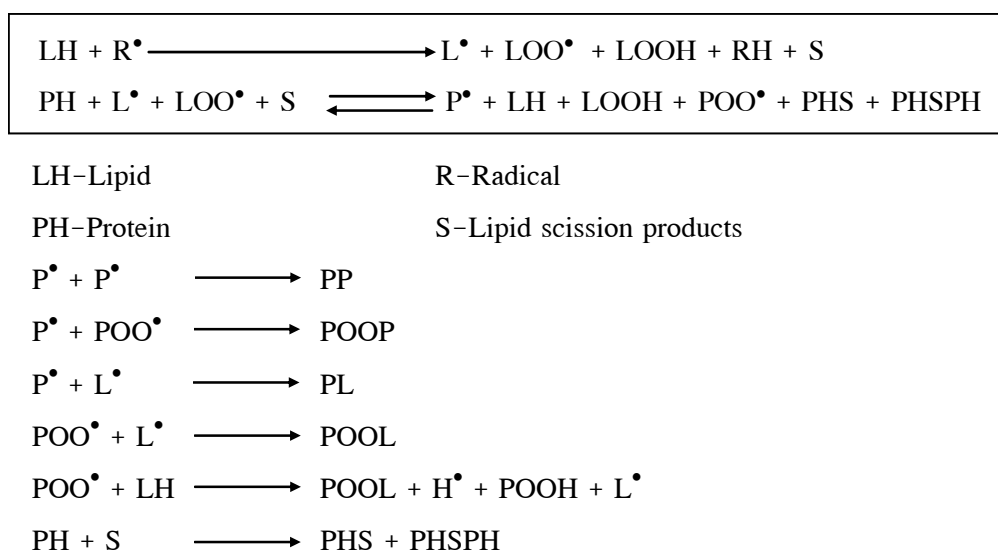 LH + R• ⟶ L• + LOO• + LOOH + RH + S
PH + L• + LOO• + S ⇄ P• + LH + LOOH + POO• + PHS + PHSPH
LH–Lipid R–Radical
PH–Protein S–Lipid scission products
P• + P• ⟶ PP
P• + POO• ⟶ POOP
P• + L• ⟶ PL
POO• + L• ⟶ POOL
POO• + LH ⟶ POOL + H• + POOH + L•
PH + S ⟶ PHS + PHSPH